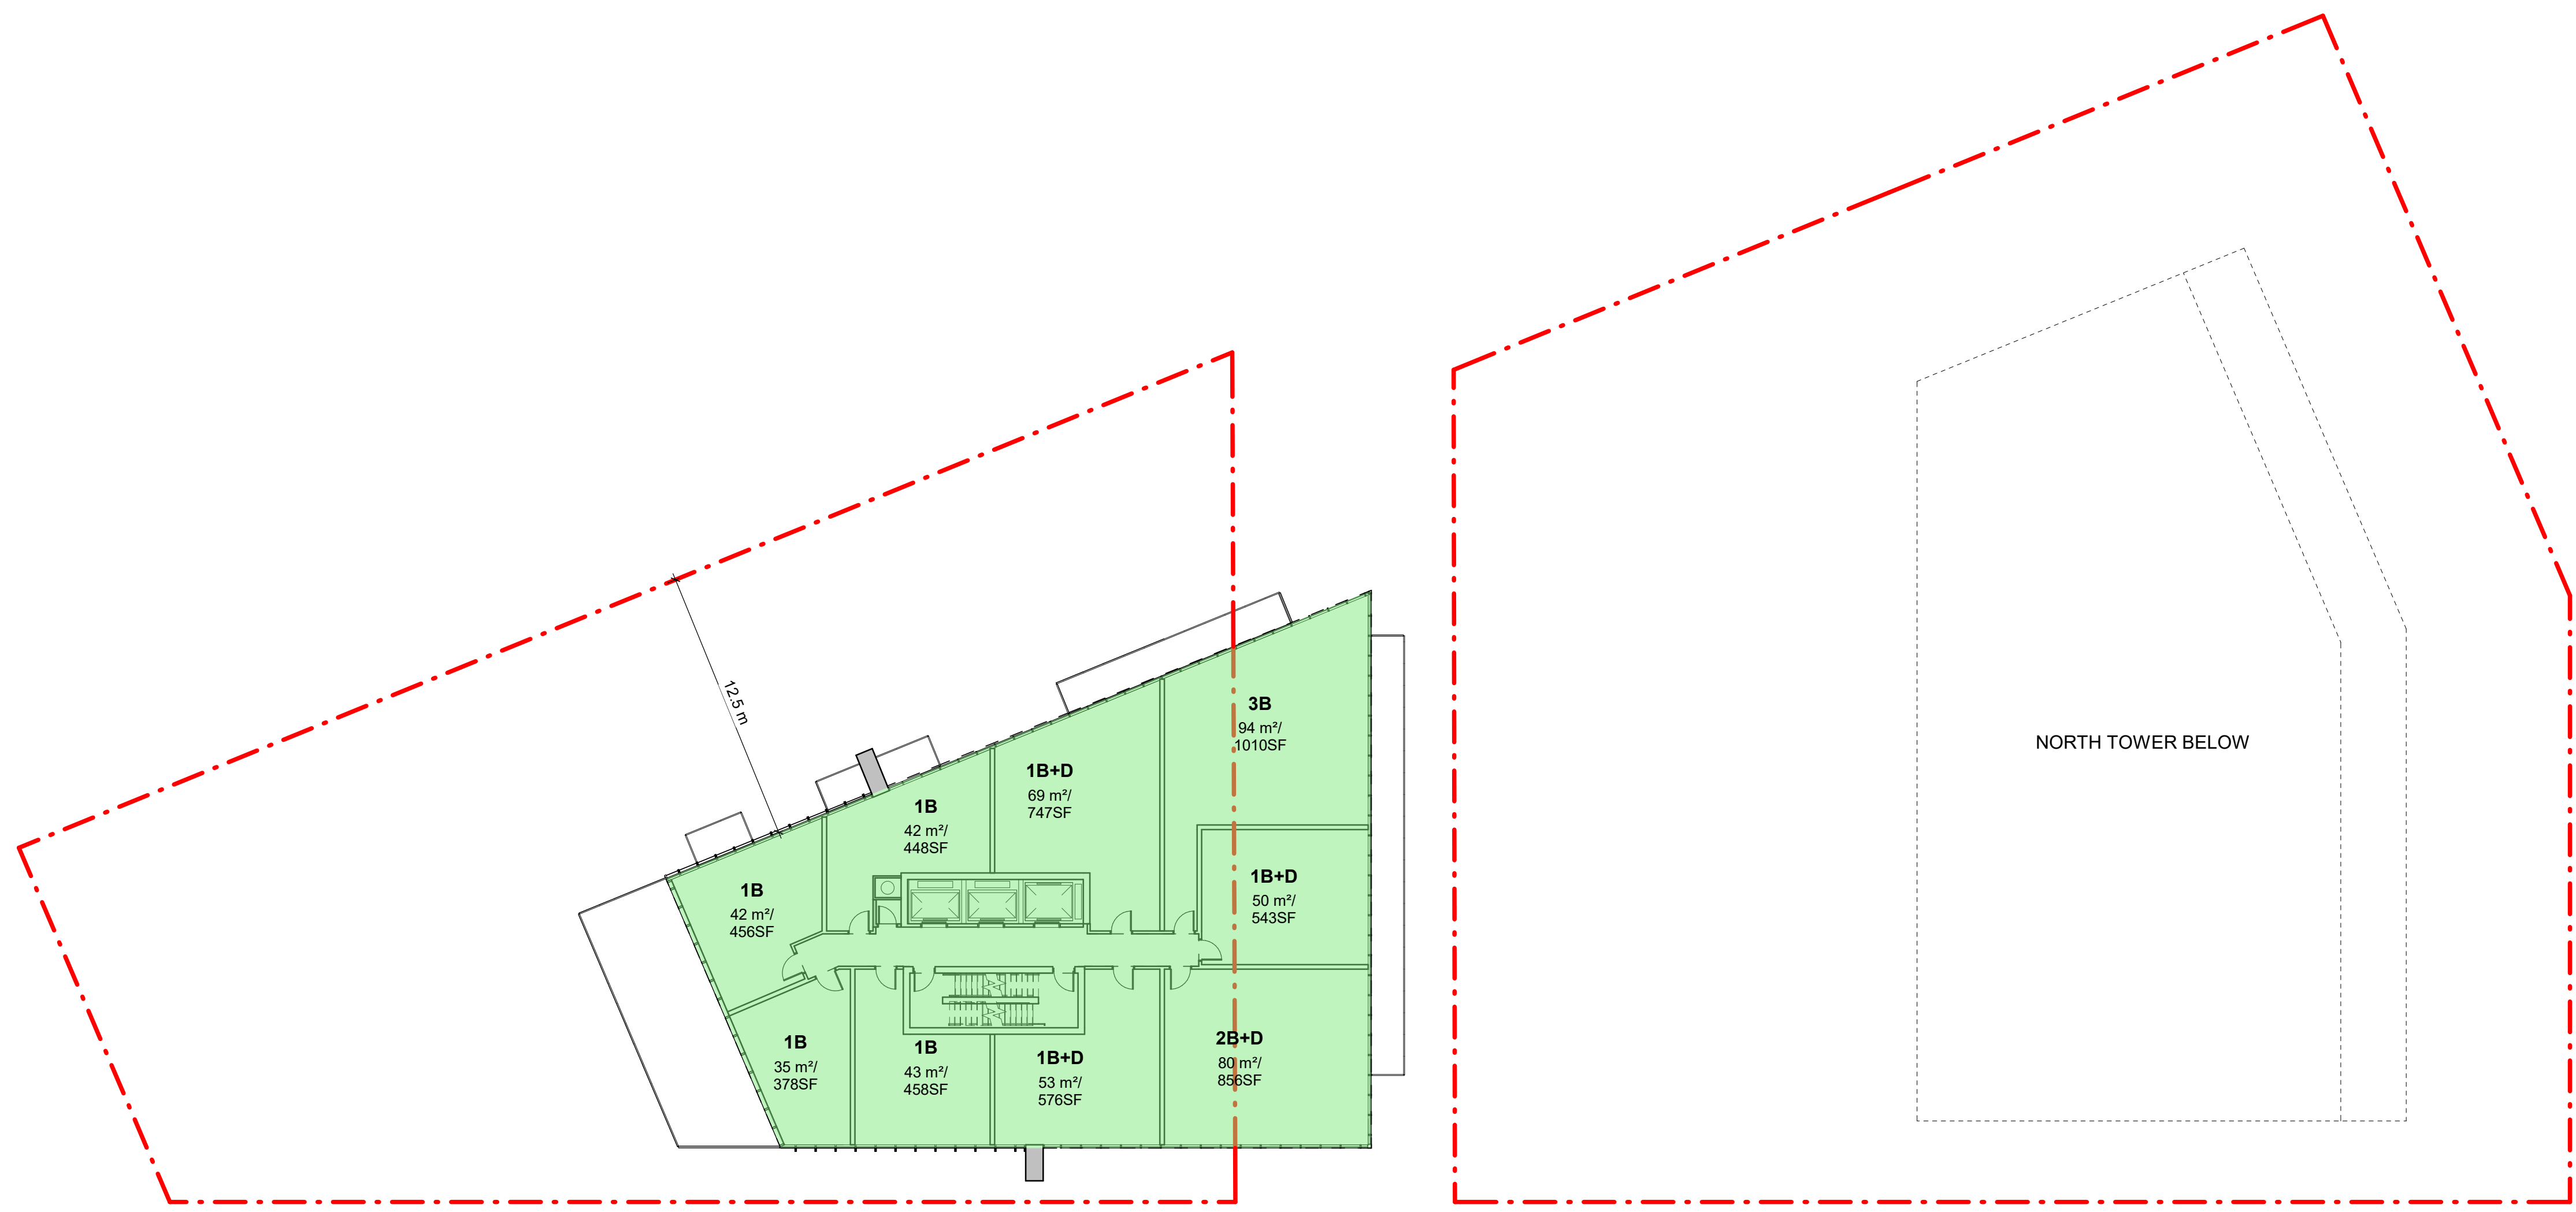 12.5 m
3B
94 m²/
1010SF
1B+D
69 m²/
747SF
1B
42 m²/
448SF
1B
42 m²/
456SF
1B+D
50 m²/
543SF
1B
35 m²/
378SF
1B
43 m²/
458SF
1B+D
53 m²/
576SF
2B+D
80 m²/
856SF
NORTH TOWER BELOW